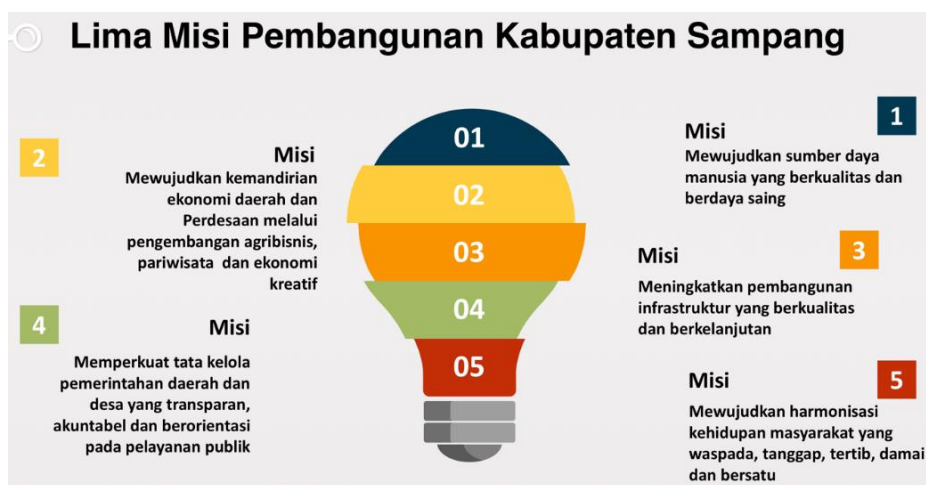 Lima Misi Pembangunan Kabupaten Sampang
1
Misi
Mewujudkan sumber daya
manusia yang berkualitas dan
berdaya saing
2
Misi
Mewujudkan kemandirian
ekonomi daerah dan
Perdesaan melalui
pengembangan agribisnis,
pariwisata dan ekonomi
kreatif
3
Misi
Meningkatkan pembangunan
infrastruktur yang berkualitas
dan berkelanjutan
4
Misi
Memperkuat tata kelola
pemerintahan daerah dan
desa yang transparan,
akuntabel dan berorientasi
pada pelayanan publik
5
Misi
Mewujudkan harmonisasi
kehidupan masyarakat yang
waspada, tanggap, tertib, damai
dan bersatu
01
02
03
04
05